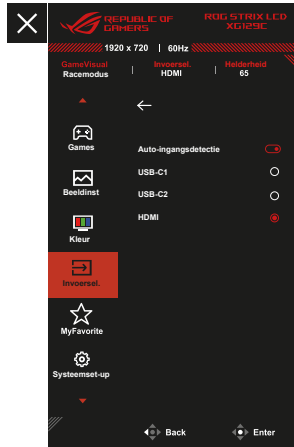 REPUBLIC OF
GAMERS
ROG STRIX LCD
XG129C
1920 x 720 | 60Hz
GameVisual
Racemodus
Invoersel.
HDMI
Helderheid
65
Games
Beeldinst
Kleur
Invoersel.
MyFavorite
Systeemset-up
Auto-ingangsdetectie
USB-C1
USB-C2
HDMI
Back
Enter